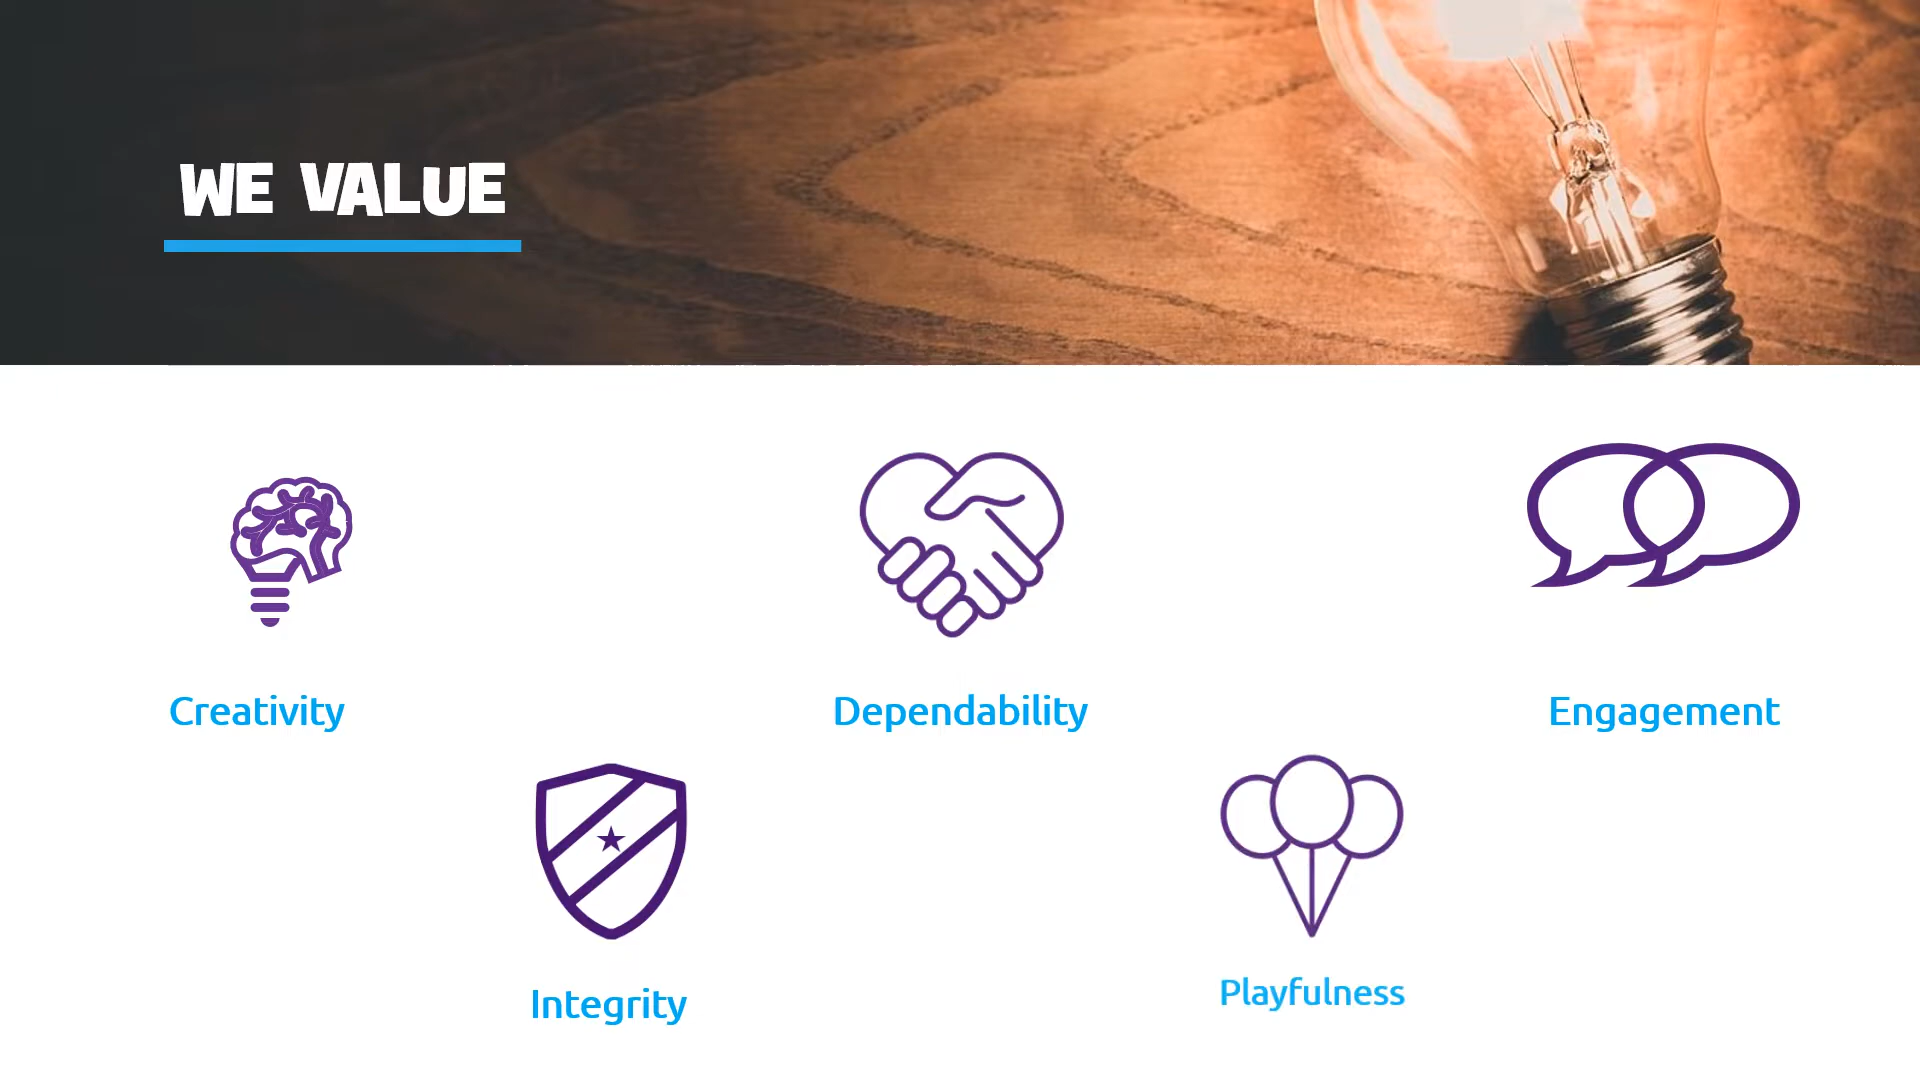 WE VALUE
Creativity
Dependability
Engagement
Integrity
Playfulness